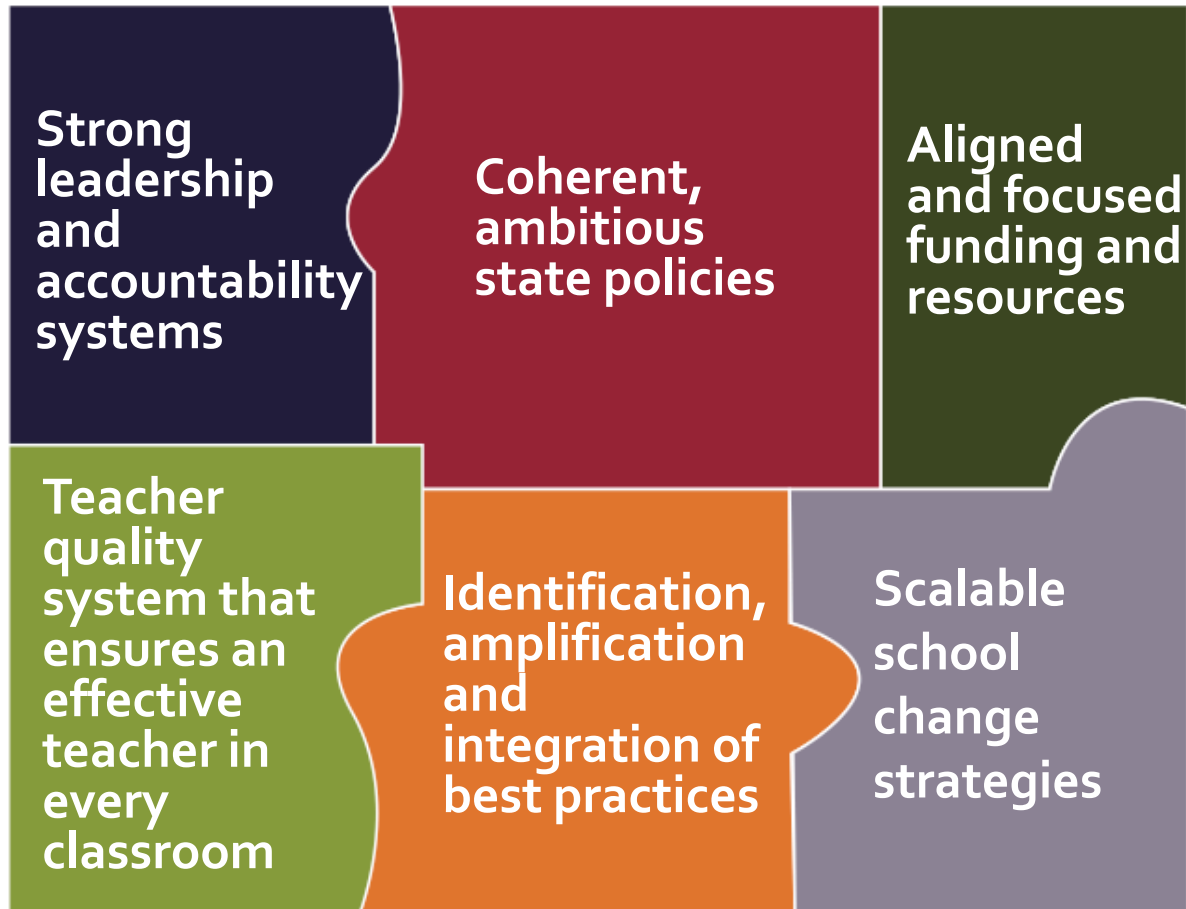 Strong
leadership
and
accountability
systems
Coherent,
ambitious
state policies
Aligned
and focused
funding and
resources
Teacher
quality
system that
ensures an
effective
teacher in
every
classroom
Identification,
amplification
and
integration of
best practices
Scalable
school
change
strategies